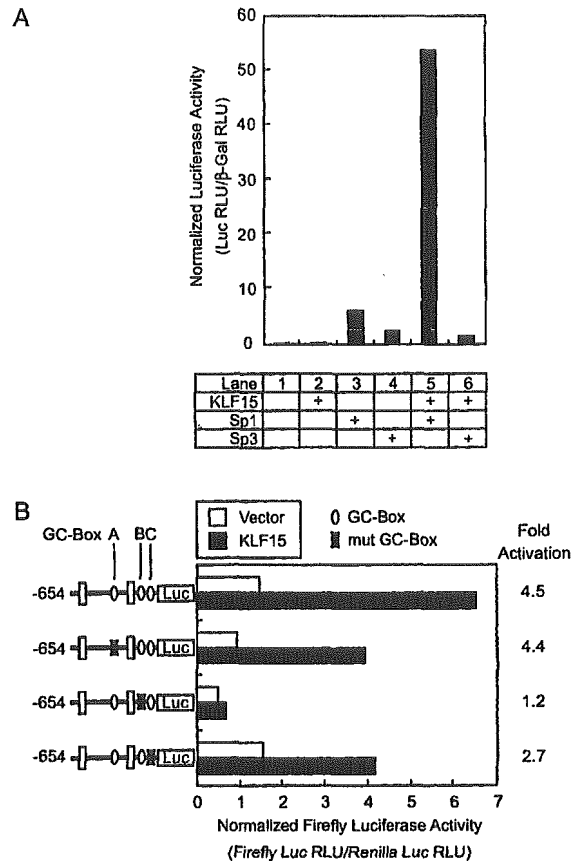 A
Normalized Luciferase Activity
(Luc RLU/β-Gal RLU)
60
50
40
30
20
10
0
Lane 1 2 3 4 5 6
KLF15 + + +
Sp1 + +
Sp3 + +
B
GC-Box A BC
Vector
KLF15
GC-Box
mut GC-Box
Fold
Activation
-654 Luc 4.5
-654 Luc 4.4
-654 Luc 1.2
-654 Luc 2.7
0 1 2 3 4 5 6 7
Normalized Firefly Luciferase Activity
(Firefly Luc RLU/Renilla Luc RLU)